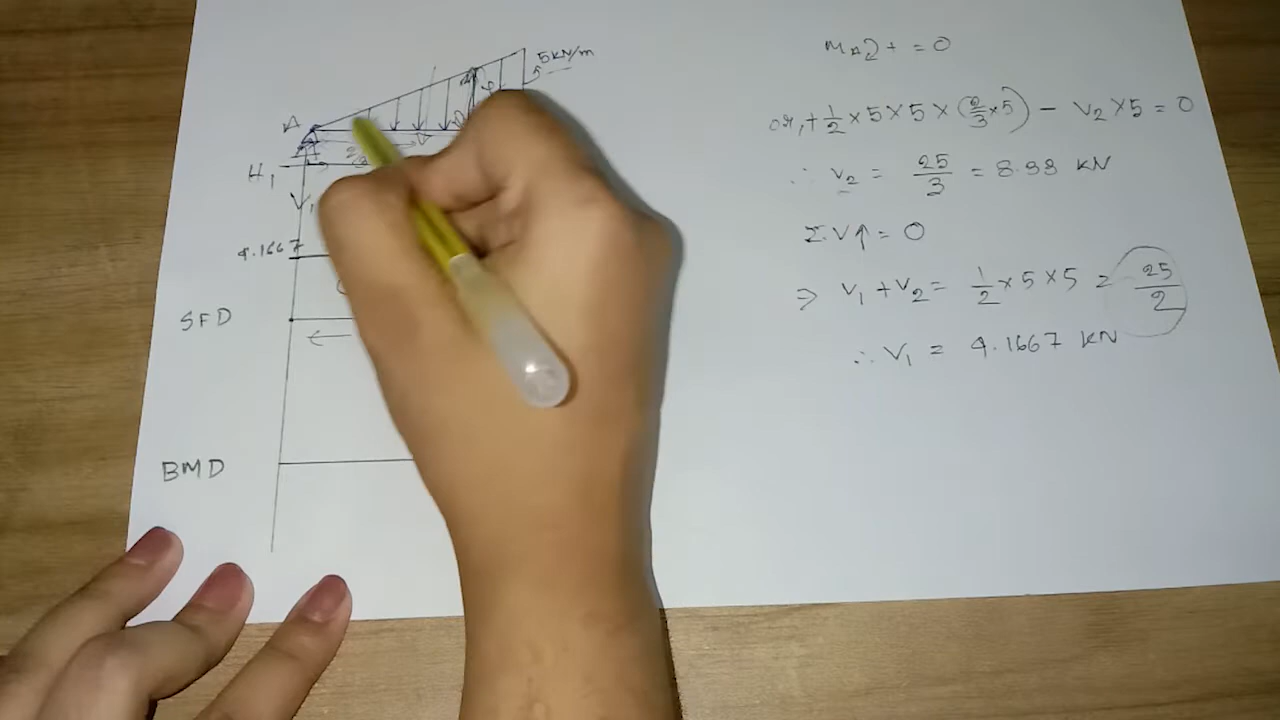 5KN/m
A
H1
V1
4.1667
SFD
BMD
MA2+ = 0
or, + 1/2 × 5 × 5 × (2/3 × 5) - V2 × 5 = 0
∴ V2 = 25/3 = 8.33 KN
Σ V↑ = 0
⇒ V1 + V2 = 1/2 × 5 × 5 = 25/2
∴ V1 = 4.1667 KN